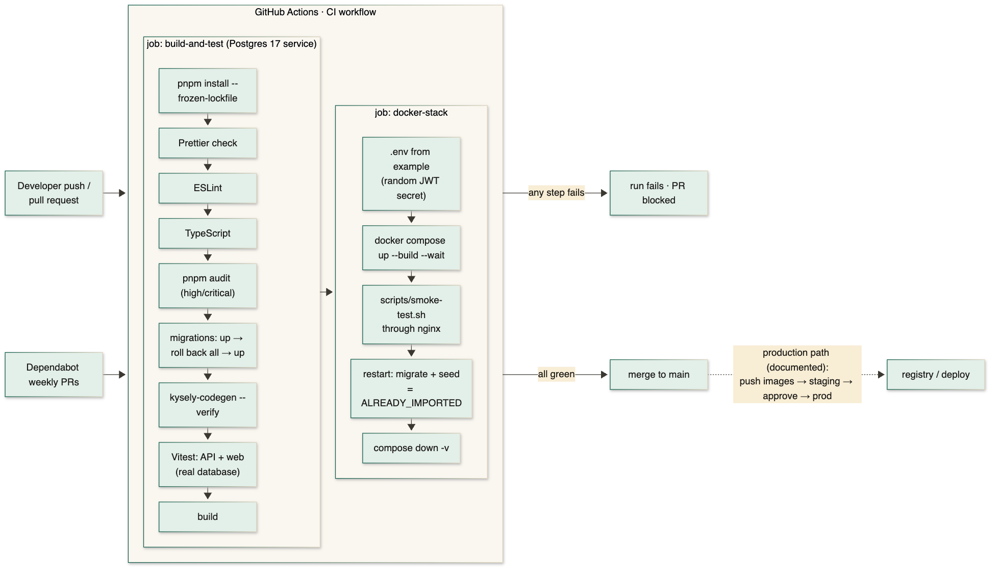 GitHub Actions · CI workflow
job: build-and-test (Postgres 17 service)
pnpm install --
frozen-lockfile
Prettier check
ESLint
TypeScript
pnpm audit
(high/critical)
migrations: up →
roll back all → up
kysely-codegen --
verify
Vitest: API + web
(real database)
build
job: docker-stack
.env from
example
(random JWT
secret)
docker compose
up --build --wait
scripts/smoke-
test.sh
through nginx
restart: migrate + seed
=
ALREADY_IMPORTED
compose down -v
Developer push /
pull request
Dependabot
weekly PRs
any step fails
run fails · PR
blocked
all green
merge to main
production path
(documented):
push images → staging →
approve → prod
registry / deploy